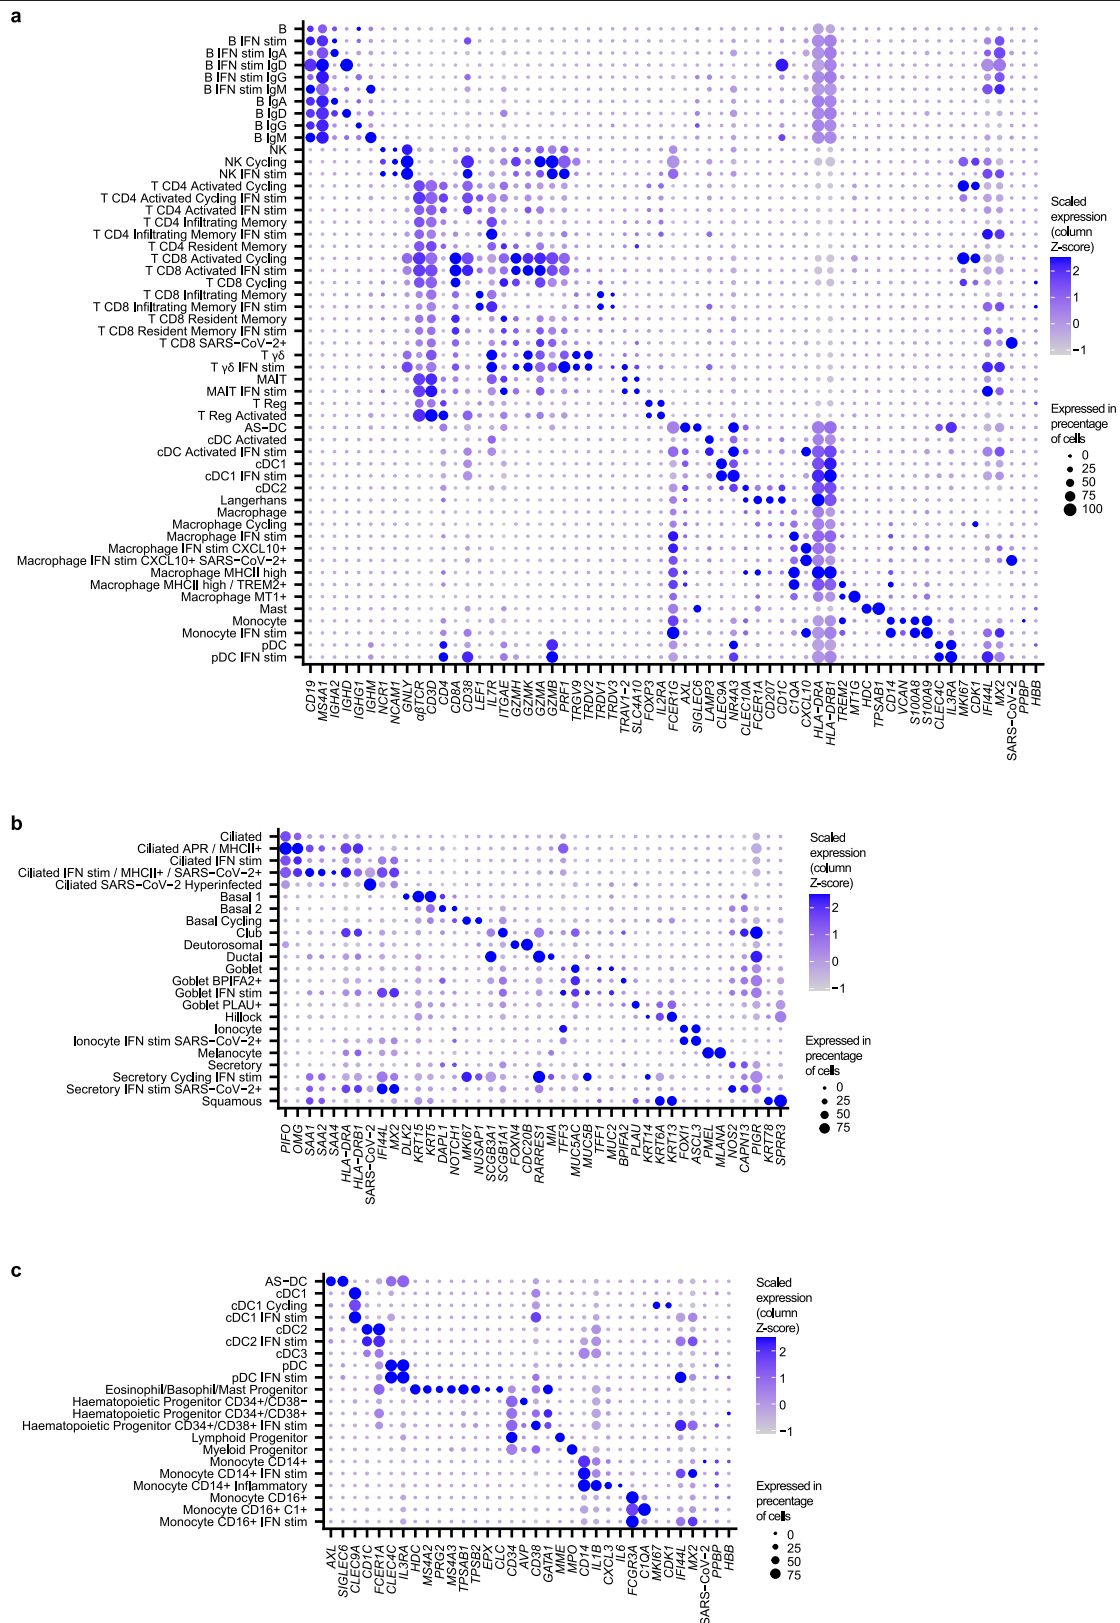 a
B
B IFN stim
B IFN stim IgA
B IFN stim IgD
B IFN stim IgG
B IFN stim IgM
B IgA
B IgD
B IgG
B IgM
NK
NK Cycling
NK IFN stim
T CD4 Activated Cycling
T CD4 Activated Cycling IFN stim
T CD4 Activated IFN stim
T CD4 Infiltrating Memory
T CD4 Infiltrating Memory IFN stim
T CD4 Resident Memory
T CD8 Activated Cycling
T CD8 Activated IFN stim
T CD8 Cycling
T CD8 Infiltrating Memory
T CD8 Infiltrating Memory IFN stim
T CD8 Resident Memory
T CD8 Resident Memory IFN stim
T CD8 SARS−CoV−2+
T γδ
T γδ IFN stim
MAIT
MAIT IFN stim
T Reg
T Reg Activated
AS−DC
cDC Activated
cDC Activated IFN stim
cDC1
cDC1 IFN stim
cDC2
Langerhans
Macrophage
Macrophage Cycling
Macrophage IFN stim
Macrophage IFN stim CXCL10+
Macrophage IFN stim CXCL10+ SARS−CoV−2+
Macrophage MHCII high
Macrophage MHCII high / TREM2+
Macrophage MT1+
Mast
Monocyte
Monocyte IFN stim
pDC
pDC IFN stim
CD19
MSA1
IGHA2
IGHD
IGHG1
IGHM
NCR1
NCAM1
GNLY
αβTCR
CD3D
CD4
CD8A
CD38
LEF1
IL7R
ITGAE
GZMH
GZMK
GZMA
GZMB
PRF1
TRGV9
TRDV2
TRDV1
TRDV3
TRAV1−2
SLC4A10
FOXP3
IL2RA
FCER1G
AXL
SIGLEC6
LAMP3
CLEC9A
NR4A3
CLEC10A
FCER1A
CD207
CD1C
C1QA
CXCL10
HLA−DRA
HLA−DRB1
TREM2
MT1G
HDC
TPSAB1
CD14
VCAN
S100A8
S100A9
CLEC4C
IL3RA
MKI67
CDK1
IFI44L
MX2
SARS−CoV−2
PPBP
HBB
Scaled
expression
(column
Z−score)
2
1
0
−1
Expressed in
precentage
of cells
0
25
50
75
100
b
Ciliated
Ciliated APR / MHCII+
Ciliated IFN stim
Ciliated IFN stim / MHCII+ / SARS−CoV−2+
Ciliated SARS−CoV−2 Hyperinfected
Basal 1
Basal 2
Basal Cycling
Club
Deutorosomal
Ductal
Goblet
Goblet BPIFA2+
Goblet IFN stim
Goblet PLAU+
Hillock
Ionocyte
Ionocyte IFN stim SARS−CoV−2+
Melanocyte
Secretory
Secretory Cycling IFN stim
Secretory IFN stim SARS−CoV−2+
Squamous
PIFO
OMG
SAA1
SAA2
SAA4
HLA−DRA
HLA−DRB1
SARS−CoV−2
IFI44L
MX2
DLK2
KRT15
KRT5
DAPL1
NOTCH1
MKI67
NUSAP1
SCGB3A1
SCGB1A1
FOXN4
CDC20B
RARRES1
MIA
TFF3
MUC5AC
MUC5B
TFF1
MUC2
BPIFA2
PLAU
KRT14
KRT6A
KRT13
FOXI1
ASCL3
PMEL
MLANA
NOS2
CAPN13
PIGR
KRT78
SPRR3
Scaled
expression
(column
Z−score)
2
1
0
−1
Expressed in
precentage
of cells
0
25
50
75
c
AS−DC
cDC1
cDC1 Cycling
cDC1 IFN stim
cDC2
cDC2 IFN stim
cDC3
pDC
pDC IFN stim
Eosinophil/Basophil/Mast Progenitor
Haematopoietic Progenitor CD34+/CD38−
Haematopoietic Progenitor CD34+/CD38+
Haematopoietic Progenitor CD34+/CD38+ IFN stim
Lymphoid Progenitor
Myeloid Progenitor
Monocyte CD14+
Monocyte CD14+ IFN stim
Monocyte CD14+ Inflammatory
Monocyte CD16+
Monocyte CD16+ C1+
Monocyte CD16+ IFN stim
AXL
SIGLEC6
CLEC9A
CD1C
FCER1A
CLEC4C
IL3RA
HDC
MS4A2
PRG2
MS4A3
TPSAB1
TPSB2
EPX
CLC
CD34
AVP
CD38
GATA1
MME
MPO
CD14
IL1B
CXCL3
IL6
FCGR3A
C1QA
MKI67
CDK1
IFI44L
MX2
SARS−CoV−2
PPBP
HBB
Scaled
expression
(column
Z−score)
2
1
0
−1
Expressed in
precentage
of cells
0
25
50
75